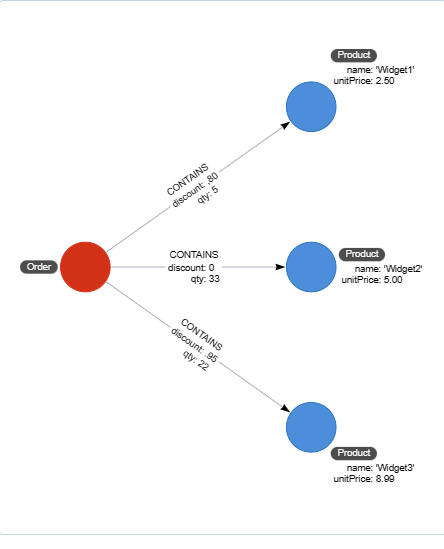 Product
name: 'Widget1'
unitPrice: 2.50
CONTAINS
discount: .80
qty: 5
Order
CONTAINS
discount: 0
qty: 33
Product
name: 'Widget2'
unitPrice: 5.00
CONTAINS
discount: .95
qty: 22
Product
name: 'Widget3'
unitPrice: 8.99